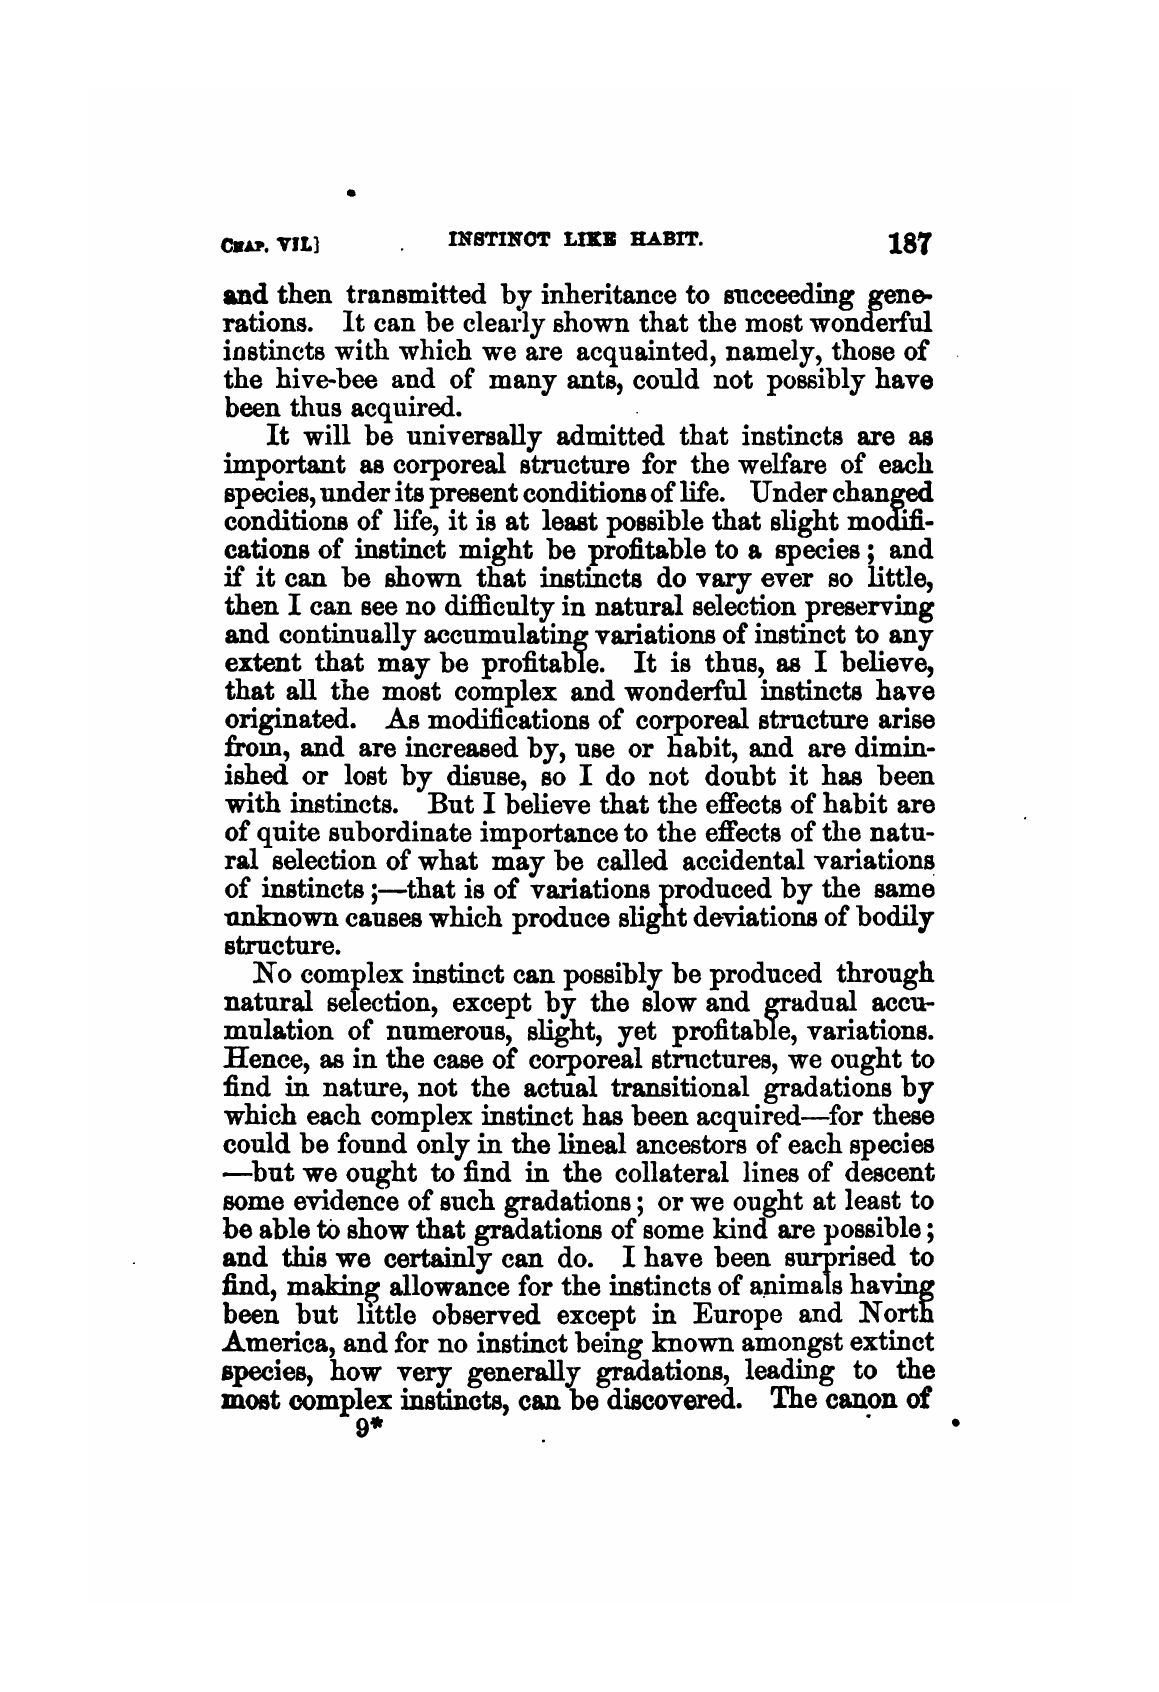 CHAP. VII.] INSTINCT LIKE HABIT. 187
and then transmitted by inheritance to succeeding gene-
rations. It can be clearly shown that the most wonderful
instincts with which we are acquainted, namely, those of
the hive-bee and of many ants, could not possibly have
been thus acquired.
It will be universally admitted that instincts are as
important as corporeal structure for the welfare of each
species, under its present conditions of life. Under changed
conditions of life, it is at least possible that slight modifi-
cations of instinct might be profitable to a species; and
if it can be shown that instincts do vary ever so little,
then I can see no difficulty in natural selection preserving
and continually accumulating variations of instinct to any
extent that may be profitable. It is thus, as I believe,
that all the most complex and wonderful instincts have
originated. As modifications of corporeal structure arise
from, and are increased by, use or habit, and are dimin-
ished or lost by disuse, so I do not doubt it has been
with instincts. But I believe that the effects of habit are
of quite subordinate importance to the effects of the natu-
ral selection of what may be called accidental variations
of instincts;—that is of variations produced by the same
unknown causes which produce slight deviations of bodily
structure.
No complex instinct can possibly be produced through
natural selection, except by the slow and gradual accu-
mulation of numerous, slight, yet profitable, variations.
Hence, as in the case of corporeal structures, we ought to
find in nature, not the actual transitional gradations by
which each complex instinct has been acquired—for these
could be found only in the lineal ancestors of each species
—but we ought to find in the collateral lines of descent
some evidence of such gradations; or we ought at least to
be able to show that gradations of some kind are possible;
and this we certainly can do. I have been surprised to
find, making allowance for the instincts of animals having
been but little observed except in Europe and North
America, and for no instinct being known amongst extinct
species, how very generally gradations, leading to the
most complex instincts, can be discovered. The canon of
9*